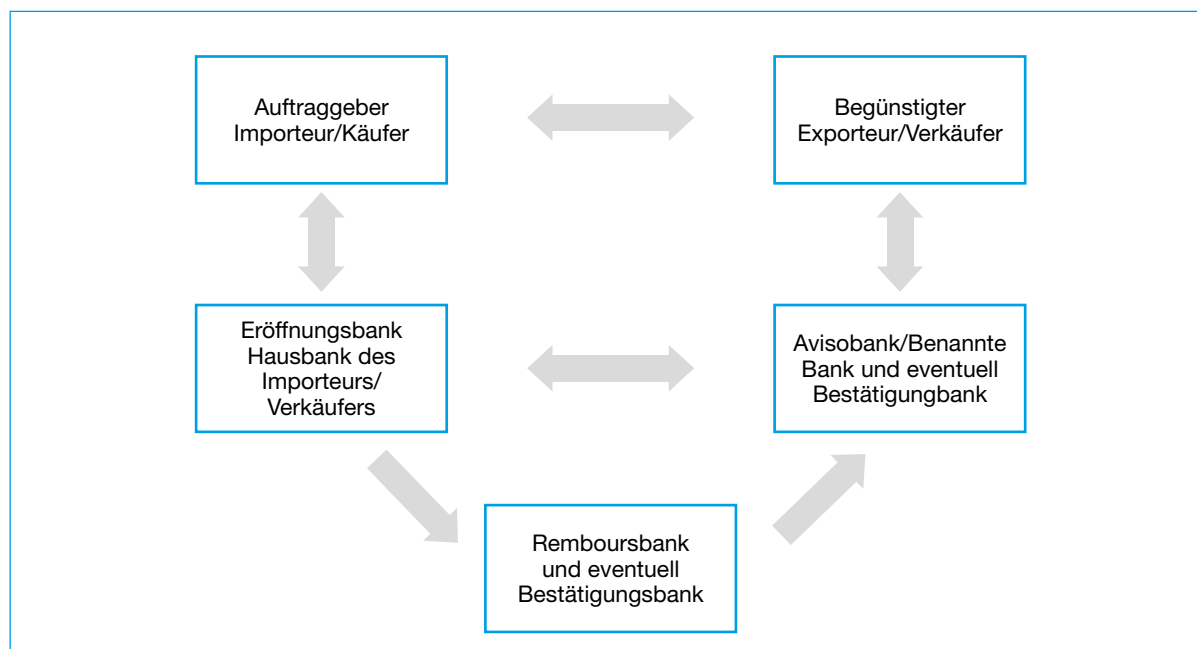 Auftraggeber
Importeur/Käufer
Begünstigter
Exporteur/Verkäufer
Eröffnungsbank
Hausbank des
Importeurs/
Verkäufers
Avisobank/Benannte
Bank und eventuell
Bestätigungbank
Remboursbank
und eventuell
Bestätigungsbank